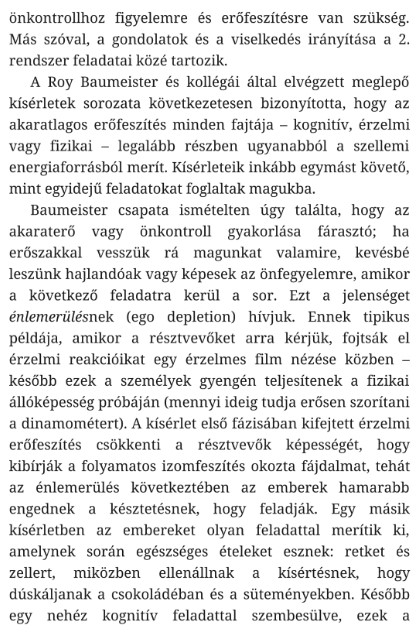 önkontrollhoz figyelemre és erőfeszítésre van szükség.
Más szóval, a gondolatok és a viselkedés irányítása a 2.
rendszer feladatai közé tartozik.
A Roy Baumeister és kollégái által elvégzett meglepő
kísérletek sorozata következetesen bizonyította, hogy az
akaratlagos erőfeszítés minden fajtája – kognitív, érzelmi
vagy fizikai – legalább részben ugyanabból a szellemi
energiaforrásból merít. Kísérleteik inkább egymást követő,
mint egyidejű feladatokat foglaltak magukba.
Baumeister csapata ismételten úgy találta, hogy az
akaraterő vagy önkontroll gyakorlása fárasztó; ha
erőszakkal vesszük rá magunkat valamire, kevésbé
leszünk hajlandóak vagy képesek az önfegyelemre, amikor
a következő feladatra kerül a sor. Ezt a jelenséget
énlemerülésnek (ego depletion) hívjuk. Ennek tipikus
példája, amikor a résztvevőket arra kérjük, fojtsák el
érzelmi reakcióikat egy érzelmes film nézése közben –
később ezek a személyek gyengén teljesítenek a fizikai
állóképesség próbáján (mennyi ideig tudja erősen szorítani
a dinamométert). A kísérlet első fázisában kifejtett érzelmi
erőfeszítés csökkenti a résztvevők képességét, hogy
kibírják a folyamatos izomfeszítés okozta fájdalmat, tehát
az énlemerülés következtében az emberek hamarabb
engednek a késztetésnek, hogy feladják. Egy másik
kísérletben az embereket olyan feladattal merítik ki,
amelynek során egészséges ételeket esznek: retket és
zellert, miközben ellenállnak a kísértésnek, hogy
dúskáljanak a csokoládéban és a süteményekben. Később
egy nehéz kognitív feladattal szembesülve, ezek a